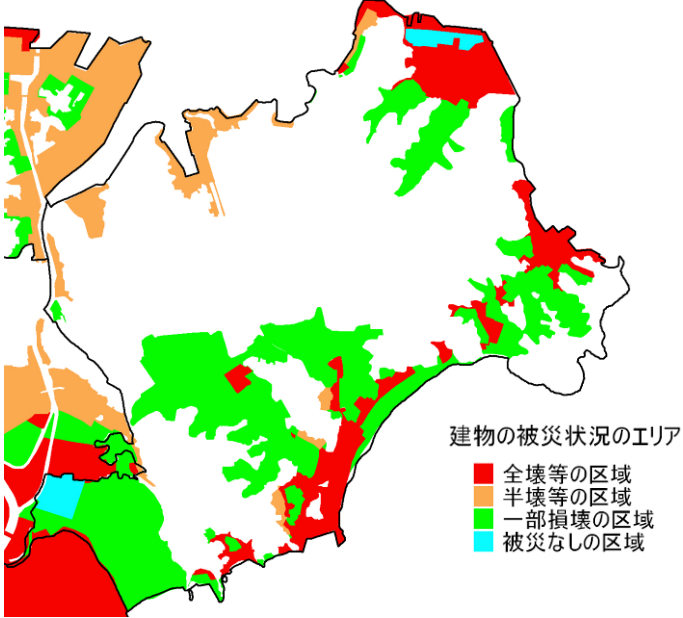 建物の被災状況のエリア
全壊等の区域
半壊等の区域
一部損壊の区域
被災なしの区域